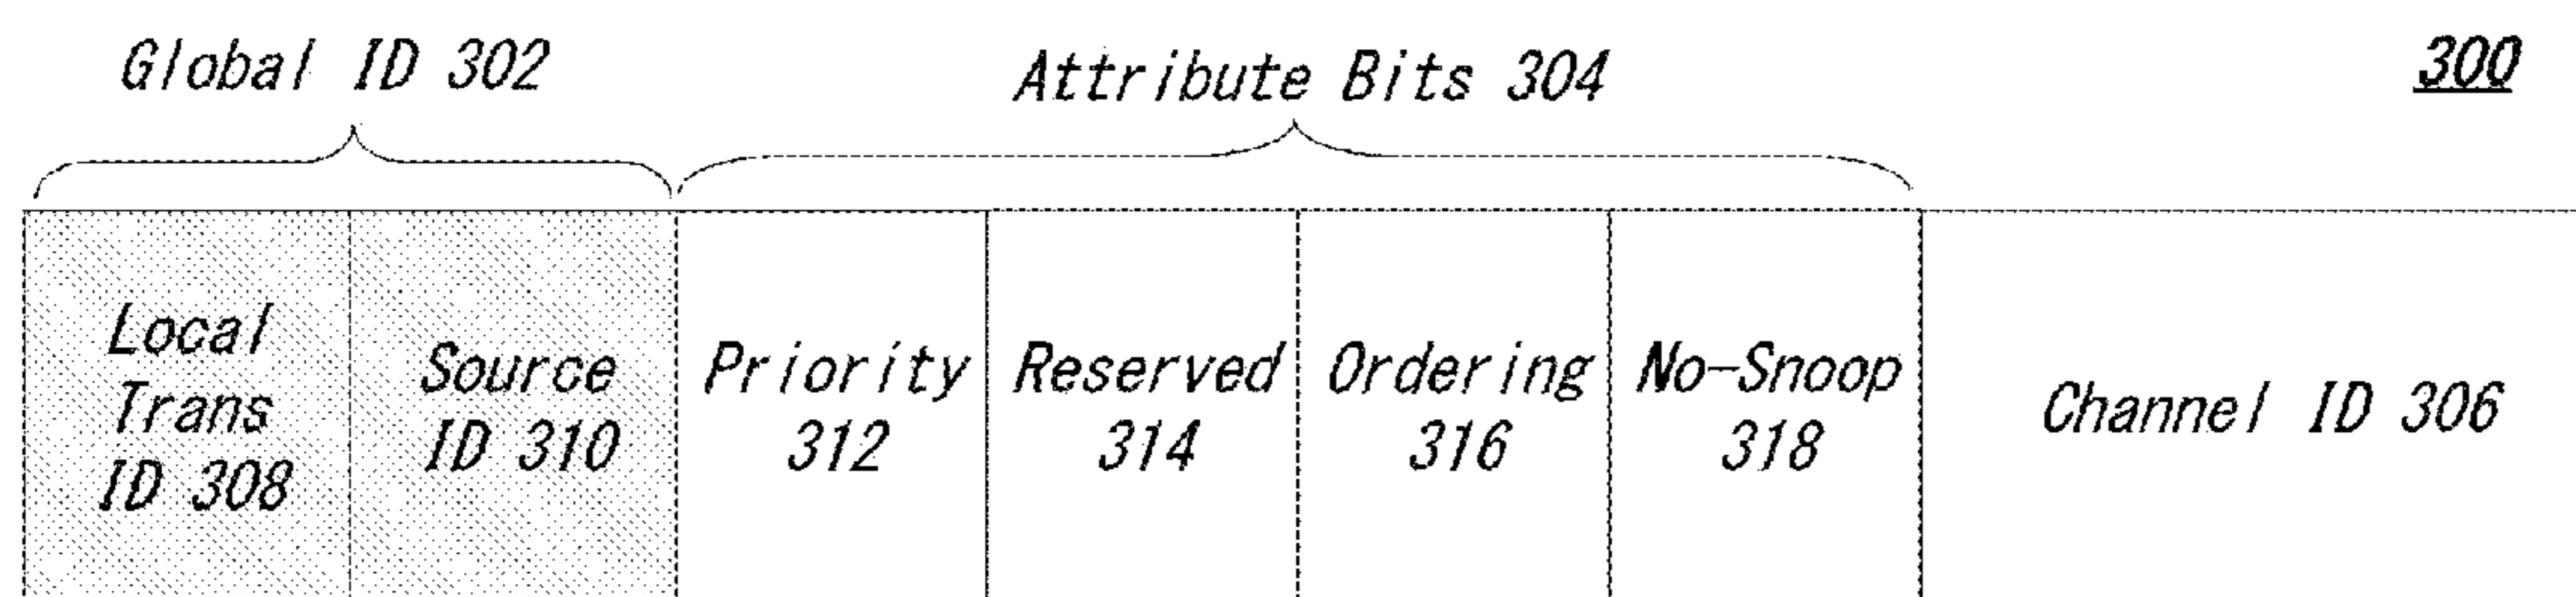 Global ID 302
Attribute Bits 304
300
Local
Trans
ID 308
Source
ID 310
Priority
312
Reserved
314
Ordering
316
No-Snoop
318
Channel ID 306